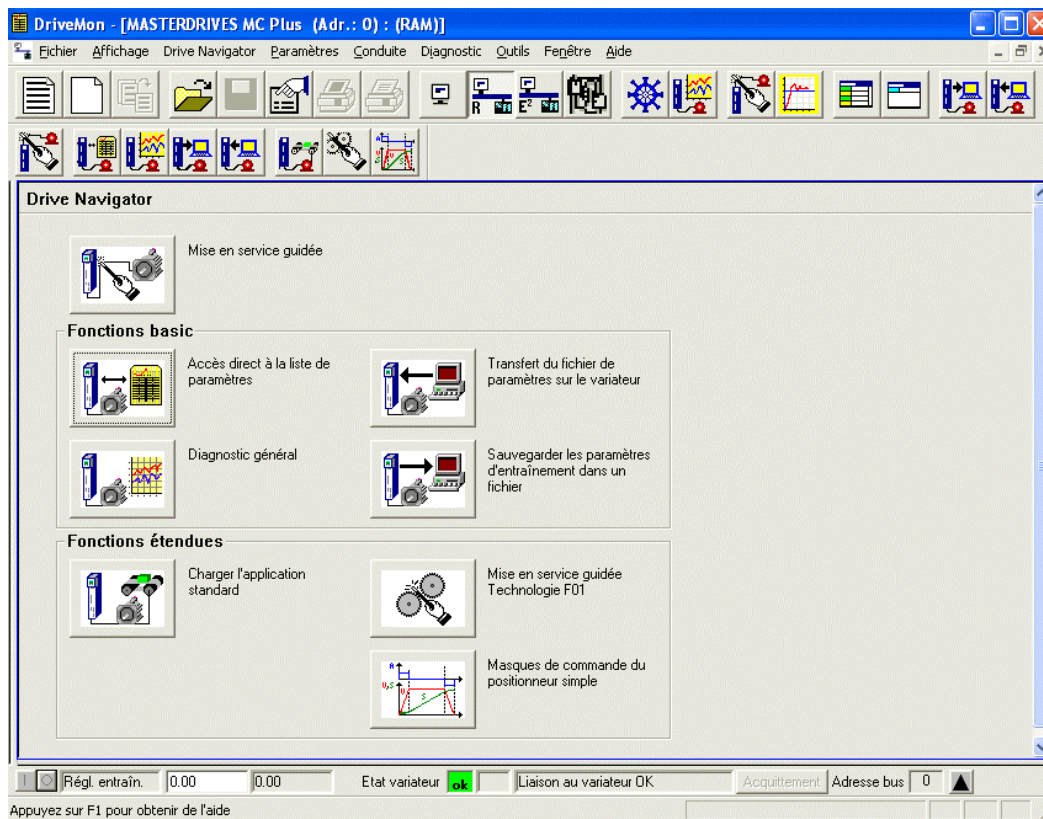 DriveMon - [MASTERDRIVES MC Plus (Adr.: 0) : (RAM)]
Fichier Affichage Drive Navigator Paramètres Conduite Diagnostic Outils Fenêtre Aide
R E²
Drive Navigator
Mise en service guidée
Fonctions basic
Accès direct à la liste de
paramètres
Transfert du fichier de
paramètres sur le variateur
Diagnostic général
Sauvegarder les paramètres
d'entraînement dans un
fichier
Fonctions étendues
Charger l'application
standard
Mise en service guidée
Technologie F01
A
U,S U S
Masques de commande du
positionneur simple
Régl. entraîn. 0.00 0.00 Etat variateur ok Liaison au variateur OK Acquittement Adresse bus 0
Appuyez sur F1 pour obtenir de l'aide